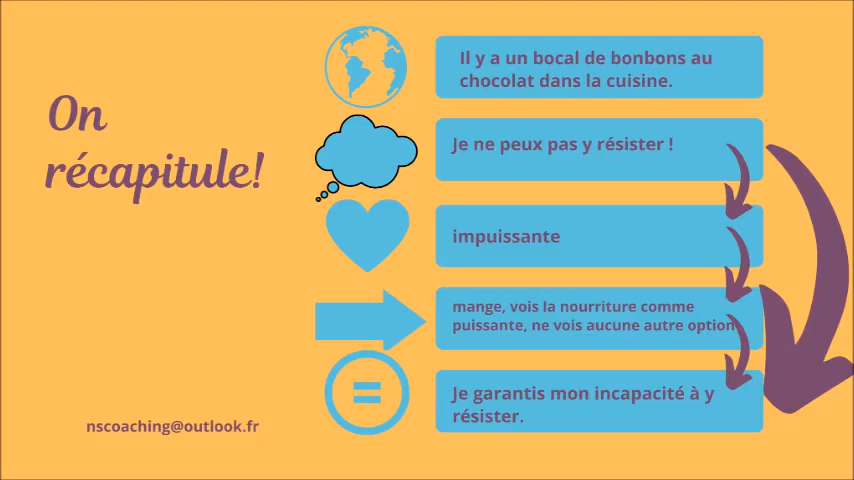 On
récapitule!
Il y a un bocal de bonbons au
chocolat dans la cuisine.
Je ne peux pas y résister !
impuissante
mange, vois la nourriture comme
puissante, ne vois aucune autre option
=
Je garantis mon incapacité à y
résister.
nscoaching@outlook.fr